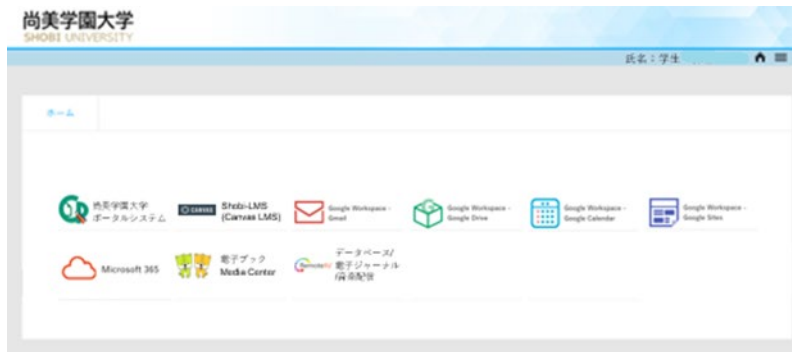 尚美学園大学
SHOBI UNIVERSITY
氏名：学生
ホーム
尚美学園大学
ポータルシステム
CANVAS
Shobi-LMS
(Canvas LMS)
Google Workspace -
Gmail
Google Workspace -
Google Drive
Google Workspace -
Google Calendar
Google Workspace -
Google Sites
Microsoft 365
電子ブック
Media Center
データベース/
電子ジャーナル
/音楽配信